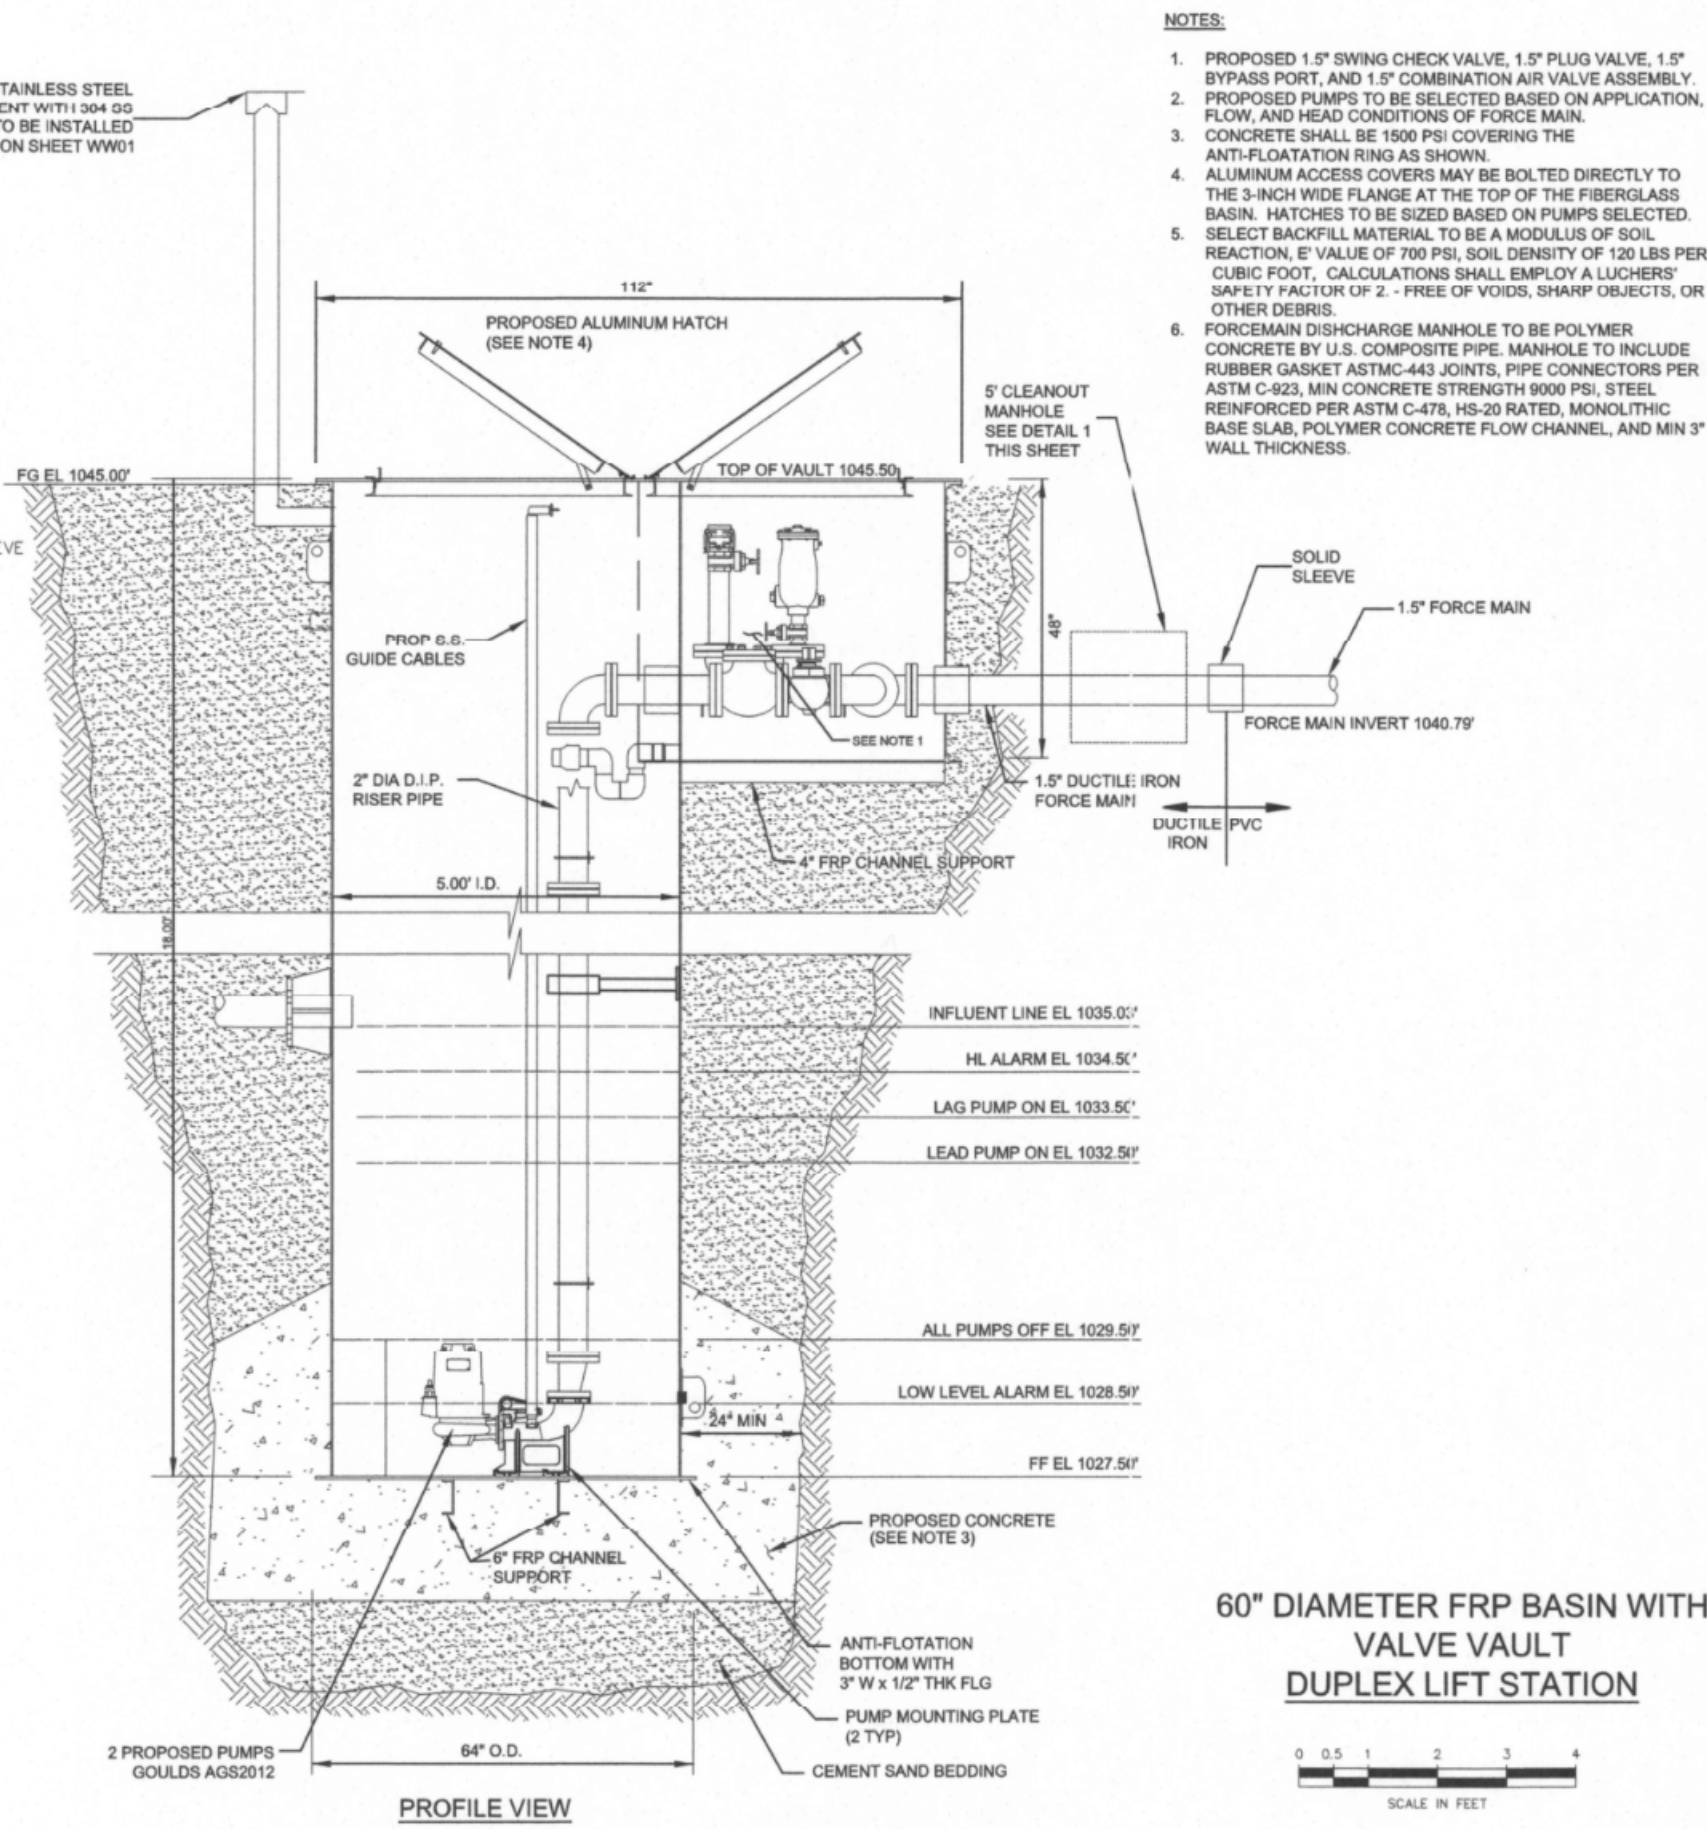 NOTES:
1. PROPOSED 1.5" SWING CHECK VALVE, 1.5" PLUG VALVE, 1.5"
BYPASS PORT, AND 1.5" COMBINATION AIR VALVE ASSEMBLY.
2. PROPOSED PUMPS TO BE SELECTED BASED ON APPLICATION,
FLOW, AND HEAD CONDITIONS OF FORCE MAIN.
3. CONCRETE SHALL BE 1500 PSI COVERING THE
ANTI-FLOATATION RING AS SHOWN.
4. ALUMINUM ACCESS COVERS MAY BE BOLTED DIRECTLY TO
THE 3-INCH WIDE FLANGE AT THE TOP OF THE FIBERGLASS
BASIN. HATCHES TO BE SIZED BASED ON PUMPS SELECTED.
5. SELECT BACKFILL MATERIAL TO BE A MODULUS OF SOIL
REACTION, E' VALUE OF 700 PSI, SOIL DENSITY OF 120 LBS PER
CUBIC FOOT, CALCULATIONS SHALL EMPLOY A LUCHERS'
SAFETY FACTOR OF 2. - FREE OF VOIDS, SHARP OBJECTS, OR
OTHER DEBRIS.
6. FORCEMAIN DISHCHARGE MANHOLE TO BE POLYMER
CONCRETE BY U.S. COMPOSITE PIPE. MANHOLE TO INCLUDE
RUBBER GASKET ASTMC-443 JOINTS, PIPE CONNECTORS PER
ASTM C-923, MIN CONCRETE STRENGTH 9000 PSI, STEEL
REINFORCED PER ASTM C-478, HS-20 RATED, MONOLITHIC
BASE SLAB, POLYMER CONCRETE FLOW CHANNEL, AND MIN 3"
WALL THICKNESS.
TAINLESS STEEL
ENT WITH 304 SS
TO BE INSTALLED
ON SHEET WW01
112"
PROPOSED ALUMINUM HATCH
(SEE NOTE 4)
5' CLEANOUT
MANHOLE
SEE DETAIL 1
THIS SHEET
FG EL 1045.00'
TOP OF VAULT 1045.50
EVE
SOLID
SLEEVE
1.5" FORCE MAIN
48"
PROP S.S.
GUIDE CABLES
FORCE MAIN INVERT 1040.79'
SEE NOTE 1
2" DIA D.I.P.
RISER PIPE
1.5" DUCTILE IRON
FORCE MAIN
DUCTILE PVC
IRON
4" FRP CHANNEL SUPPORT
5.00' I.D.
18.00'
INFLUENT LINE EL 1035.03'
HL ALARM EL 1034.50'
LAG PUMP ON EL 1033.50'
LEAD PUMP ON EL 1032.50'
ALL PUMPS OFF EL 1029.50'
LOW LEVEL ALARM EL 1028.50'
24" MIN
FF EL 1027.50'
PROPOSED CONCRETE
(SEE NOTE 3)
6" FRP CHANNEL
SUPPORT
ANTI-FLOTATION
BOTTOM WITH
3" W x 1/2" THK FLG
PUMP MOUNTING PLATE
(2 TYP)
2 PROPOSED PUMPS
GOULDS AGS2012
64" O.D.
CEMENT SAND BEDDING
PROFILE VIEW
60" DIAMETER FRP BASIN WITH
VALVE VAULT
DUPLEX LIFT STATION
0 0.5 1 2 3 4
SCALE IN FEET